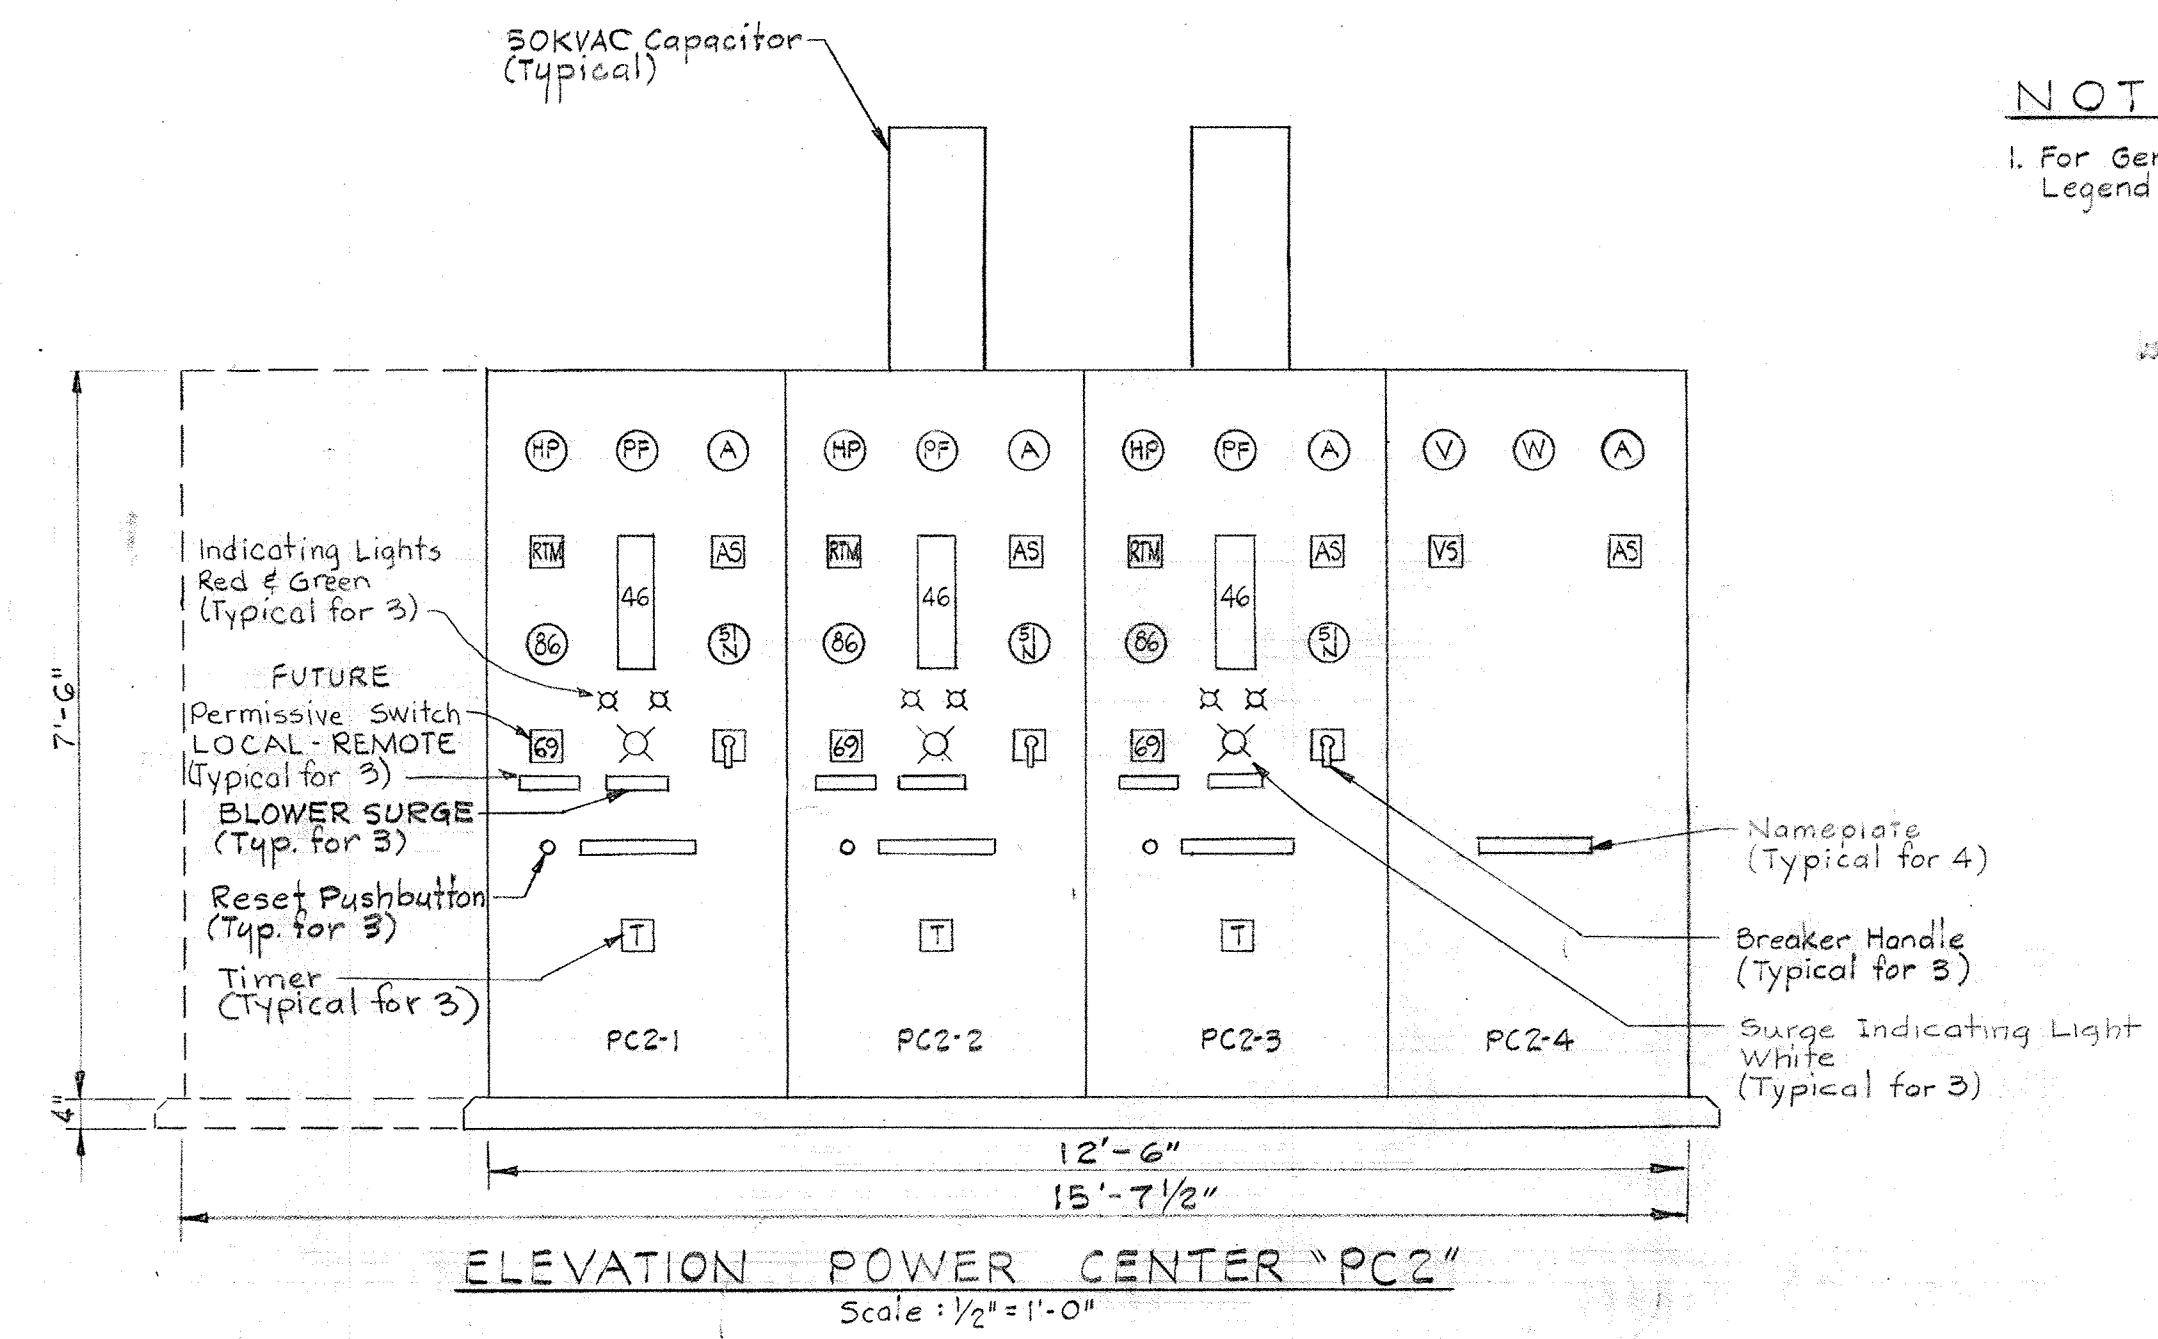 50KVAC Capacitor
(Typical)
NOT
1. For Ger
Legend
HP PF A HP PF A HP PF A V W A
RTM AS RTM AS RTM AS VS AS
46 46 46
86 51N 86 51N 86 51N
Indicating Lights
Red & Green
(Typical for 3)
FUTURE
Permissive Switch
LOCAL-REMOTE
(Typical for 3)
69 69 69
BLOWER SURGE
(Typ. for 3)
Reset Pushbutton
(Typ. for 3)
Timer
(Typical for 3)
T T T
Nameplate
(Typical for 4)
Breaker Handle
(Typical for 3)
Surge Indicating Light
White
(Typical for 3)
PC2-1 PC2-2 PC2-3 PC2-4
7'-6"
4"
12'-6"
15'-7 1/2"
ELEVATION POWER CENTER "PC2"
Scale : 1/2" = 1'-0"